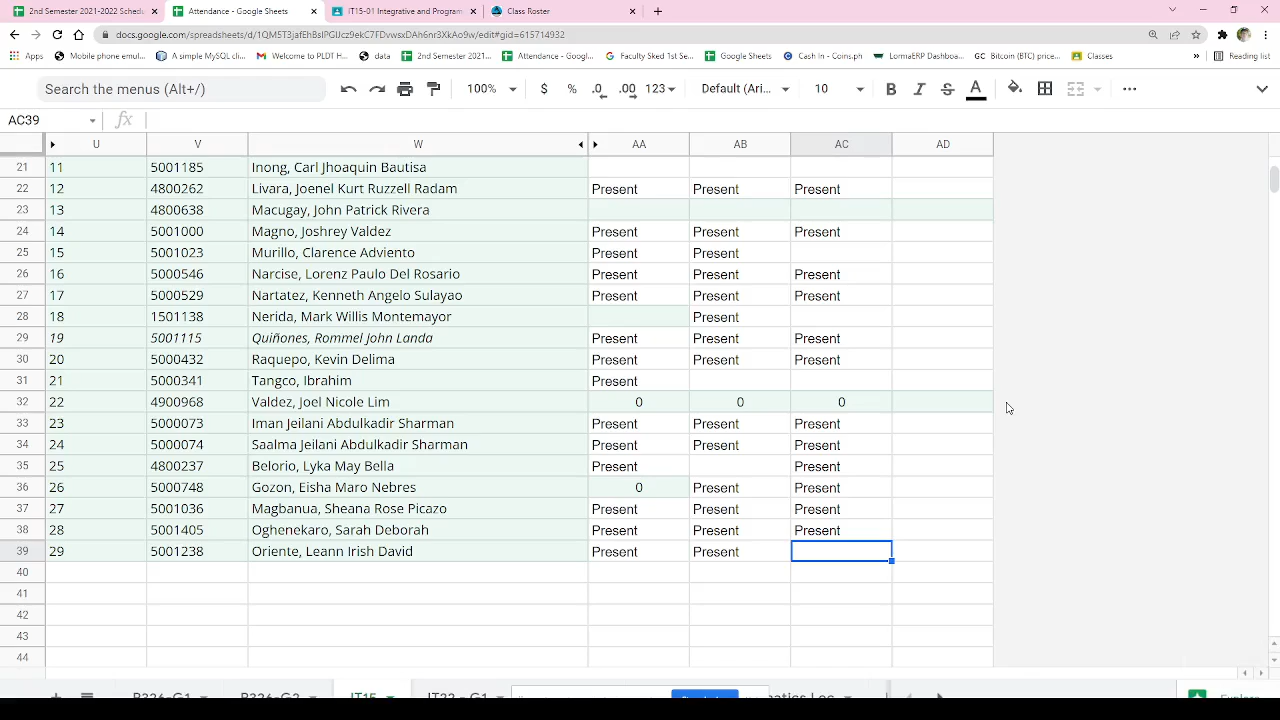 2nd Semester 2021-2022 Schedu
Attendance - Google Sheets
IT15-01 Integrative and Program
Class Roster
docs.google.com/spreadsheets/d/1QM5T3jafEhBslPGlJcz9ekC7FDrwsxDAh6nr3XkAo9w/edit#gid=615714932
Apps Mobile phone emul... A simple MySQL cli... Welcome to PLDT H... data 2nd Semester 2021... Attendance - Googl... Faculty Sked 1st Se... Google Sheets Cash In - Coins.ph LormaERP Dashboa... Bitcoin (BTC) price... Classes » Reading list
Search the menus (Alt+/) 100% $ % .0 .00 123 Default (Ari... 10 B I S A
AC39 fx
U V W AA AB AC AD
21 11 5001185 Inong, Carl Jhoaquin Bautisa
22 12 4800262 Livara, Joenel Kurt Ruzzell Radam Present Present Present
23 13 4800638 Macugay, John Patrick Rivera
24 14 5001000 Magno, Joshrey Valdez Present Present Present
25 15 5001023 Murillo, Clarence Adviento Present Present
26 16 5000546 Narcise, Lorenz Paulo Del Rosario Present Present Present
27 17 5000529 Nartatez, Kenneth Angelo Sulayao Present Present Present
28 18 1501138 Nerida, Mark Willis Montemayor Present
29 19 5001115 Quiñones, Rommel John Landa Present Present Present
30 20 5000432 Raquepo, Kevin Delima Present Present Present
31 21 5000341 Tangco, Ibrahim Present
32 22 4900968 Valdez, Joel Nicole Lim 0 0 0
33 23 5000073 Iman Jeilani Abdulkadir Sharman Present Present Present
34 24 5000074 Saalma Jeilani Abdulkadir Sharman Present Present Present
35 25 4800237 Belorio, Lyka May Bella Present Present
36 26 5000748 Gozon, Eisha Maro Nebres 0 Present Present
37 27 5001036 Magbanua, Sheana Rose Picazo Present Present Present
38 28 5001405 Oghenekaro, Sarah Deborah Present Present Present
39 29 5001238 Oriente, Leann Irish David Present Present
40
41
42
43
44
IT15